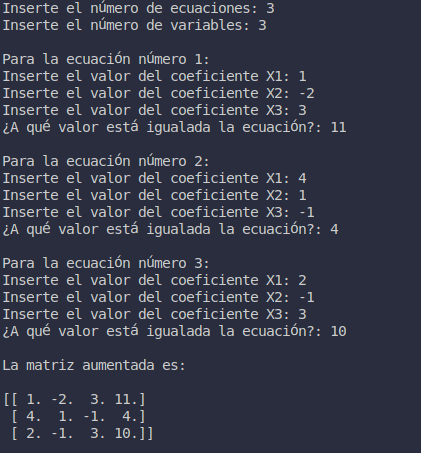 Inserte el número de ecuaciones: 3
Inserte el número de variables: 3
Para la ecuación número 1:
Inserte el valor del coeficiente X1: 1
Inserte el valor del coeficiente X2: -2
Inserte el valor del coeficiente X3: 3
¿A qué valor está igualada la ecuación?: 11
Para la ecuación número 2:
Inserte el valor del coeficiente X1: 4
Inserte el valor del coeficiente X2: 1
Inserte el valor del coeficiente X3: -1
¿A qué valor está igualada la ecuación?: 4
Para la ecuación número 3:
Inserte el valor del coeficiente X1: 2
Inserte el valor del coeficiente X2: -1
Inserte el valor del coeficiente X3: 3
¿A qué valor está igualada la ecuación?: 10
La matriz aumentada es:
[[ 1. -2.  3. 11.]
 [ 4.  1. -1.  4.]
 [ 2. -1.  3. 10.]]